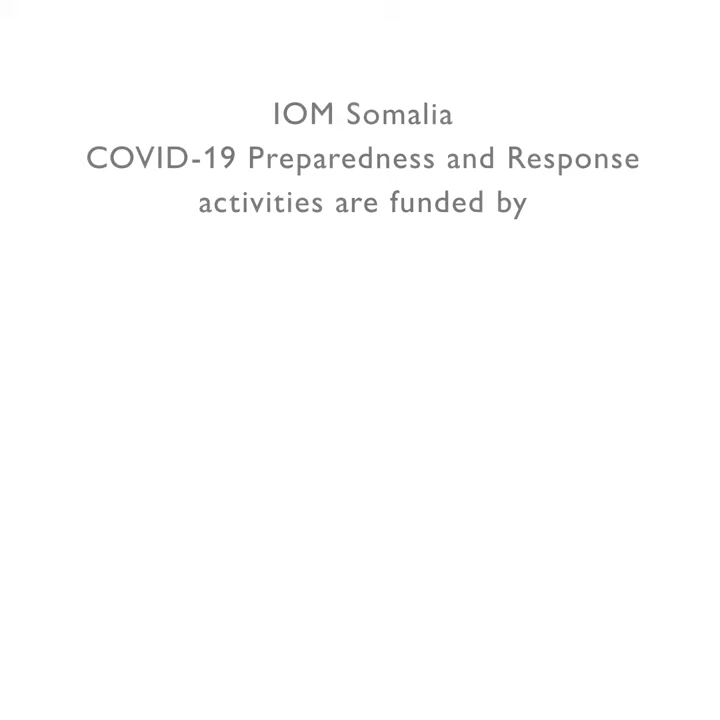 IOM Somalia
COVID-19 Preparedness and Response
activities are funded by